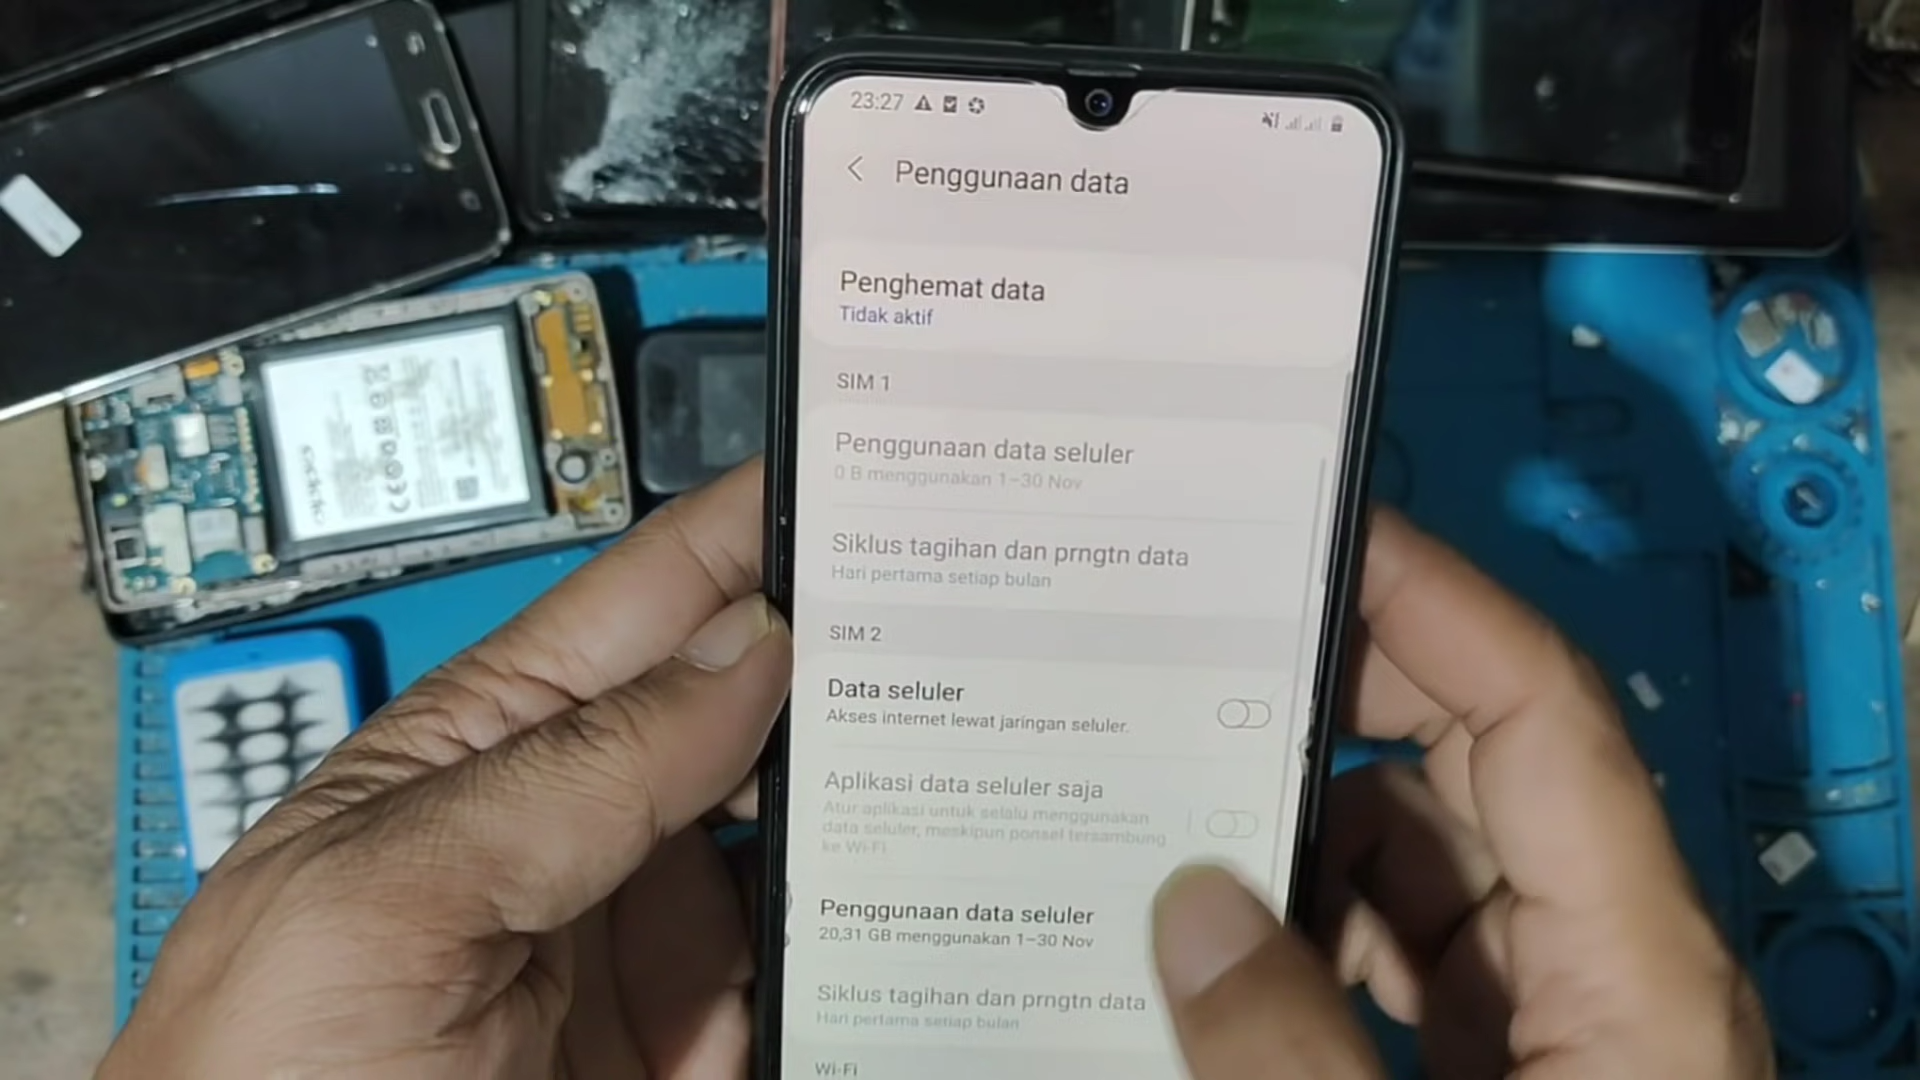 23:27
Penggunaan data
Penghemat data
Tidak aktif
SIM 1
Penggunaan data seluler
0 B menggunakan 1–30 Nov
Siklus tagihan dan prngtn data
Hari pertama setiap bulan
SIM 2
Data seluler
Akses internet lewat jaringan seluler.
Aplikasi data seluler saja
Atur aplikasi untuk selalu menggunakan
data seluler, meskipun ponsel tersambung
ke Wi-Fi
Penggunaan data seluler
20,31 GB menggunakan 1–30 Nov
Siklus tagihan dan prngtn data
Hari pertama setiap bulan
Wi-Fi
oppo